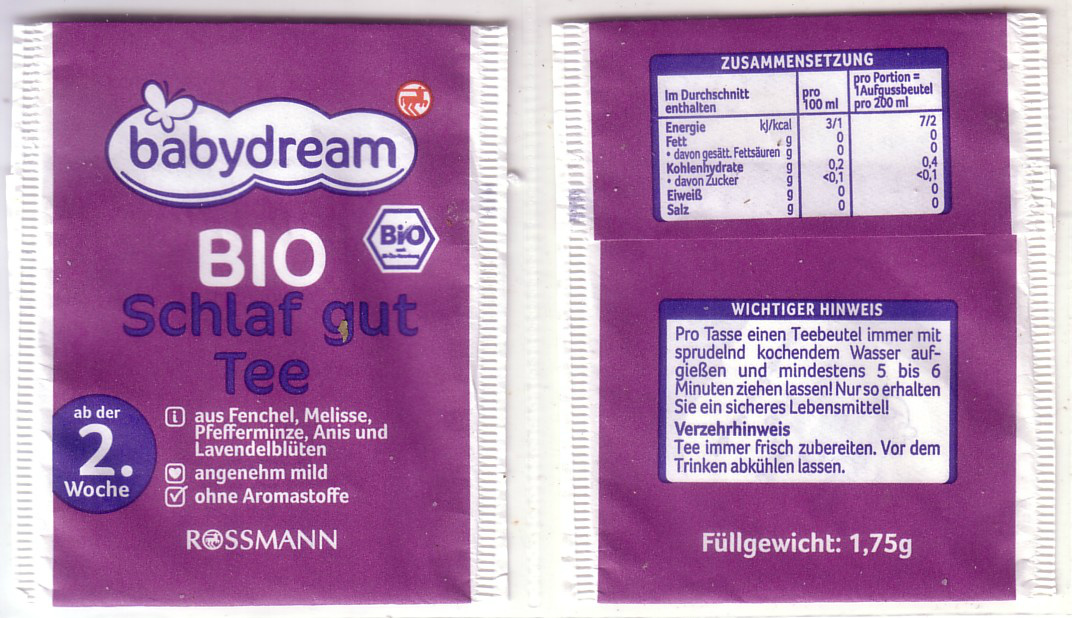 babydream
BIO
BiO
Schlaf gut
Tee
ab der
2.
Woche
aus Fenchel, Melisse,
Pfefferminze, Anis und
Lavendelblüten
angenehm mild
ohne Aromastoffe
ROSSMANN
ZUSAMMENSETZUNG
Im Durchschnitt enthalten pro 100 ml pro Portion = 1Aufgussbeutel pro 200 ml
Energie kJ/kcal 3/1 7/2
Fett g 0 0
• davon gesätt. Fettsäuren g 0 0
Kohlenhydrate g 0,2 0,4
• davon Zucker g <0,1 <0,1
Eiweiß g 0 0
Salz g 0 0
WICHTIGER HINWEIS
Pro Tasse einen Teebeutel immer mit
sprudelnd kochendem Wasser auf-
gießen und mindestens 5 bis 6
Minuten ziehen lassen! Nur so erhalten
Sie ein sicheres Lebensmittel!
Verzehrhinweis
Tee immer frisch zubereiten. Vor dem
Trinken abkühlen lassen.
Füllgewicht: 1,75g